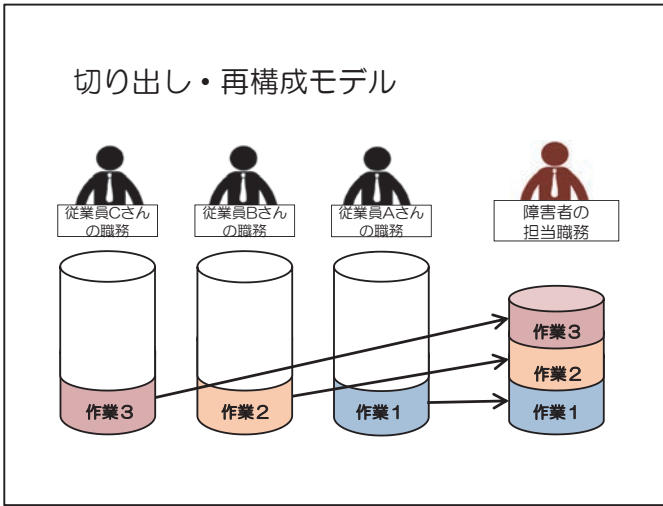 切り出し・再構成モデル
従業員Cさん
の職務
従業員Bさん
の職務
従業員Aさん
の職務
障害者の
担当職務
作業3
作業2
作業1
作業3
作業2
作業1